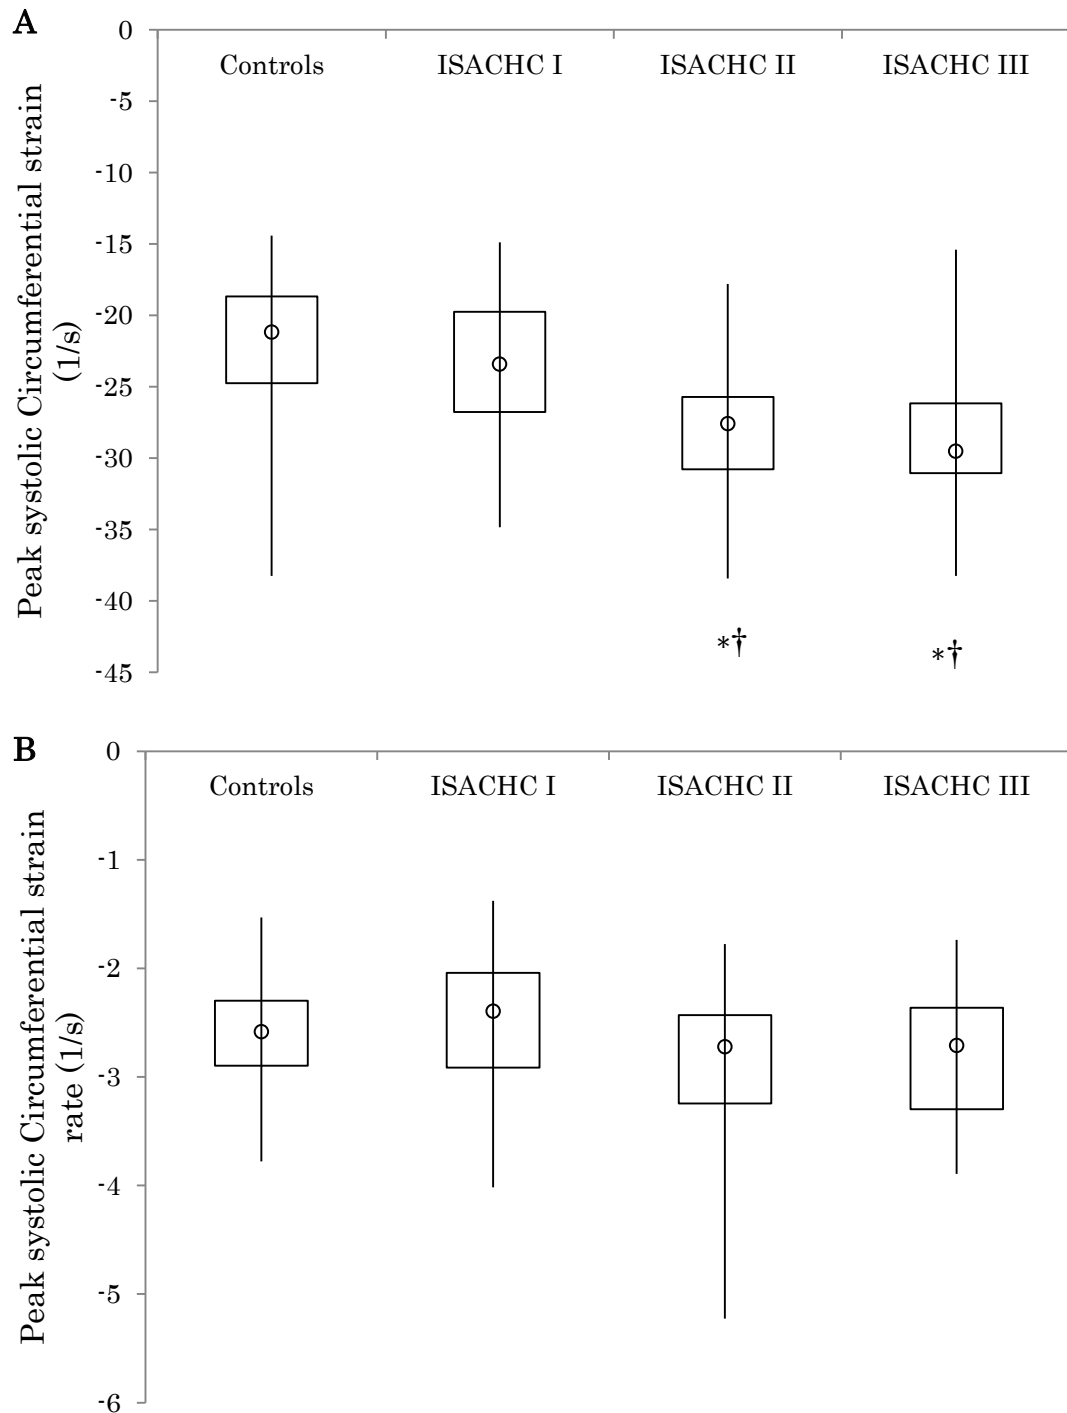 A
0
Controls ISACHC I ISACHC II ISACHC III
-5
-10
-15
-20
-25
-30
-35
-40
-45
Peak systolic Circumferential strain
(1/s)
*†
*†
B
0
Controls ISACHC I ISACHC II ISACHC III
-1
-2
-3
-4
-5
-6
Peak systolic Circumferential strain
rate (1/s)